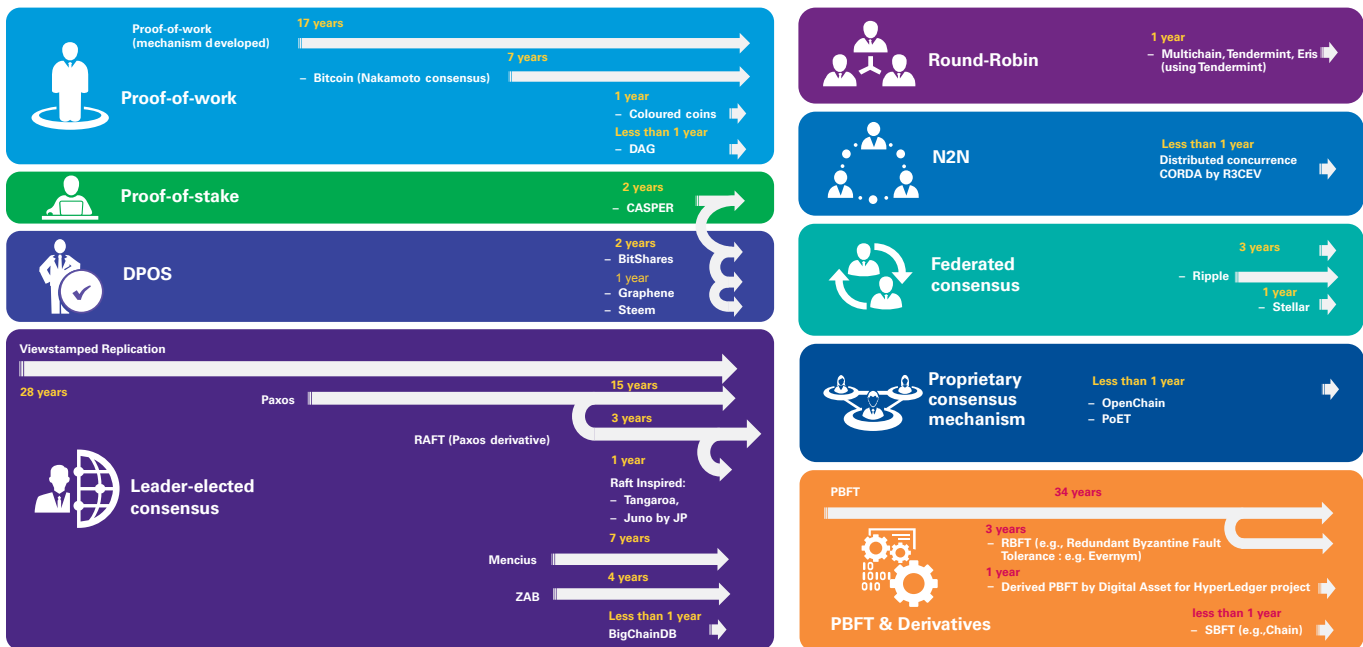 Proof-of-work
(mechanism developed)
17 years
7 years
– Bitcoin (Nakamoto consensus)
Proof-of-work
1 year
– Coloured coins
Less than 1 year
– DAG
Proof-of-stake
2 years
– CASPER
DPOS
2 years
– BitShares
1 year
– Graphene
– Steem
Viewstamped Replication
28 years
15 years
Paxos
3 years
RAFT (Paxos derivative)
1 year
Raft Inspired:
– Tangaroa,
– Juno by JP
Leader-elected
consensus
7 years
Mencius
4 years
ZAB
Less than 1 year
BigChainDB
Round-Robin
1 year
– Multichain, Tendermint, Eris
(using Tendermint)
N2N
Less than 1 year
Distributed concurrence
CORDA by R3CEV
Federated
consensus
3 years
– Ripple
1 year
– Stellar
Proprietary
consensus
mechanism
Less than 1 year
– OpenChain
– PoET
PBFT
34 years
3 years
– RBFT (e.g., Redundant Byzantine Fault
Tolerance : e.g. Evernym)
10
10101
010
1 year
– Derived PBFT by Digital Asset for HyperLedger project
PBFT & Derivatives
less than 1 year
– SBFT (e.g.,Chain)